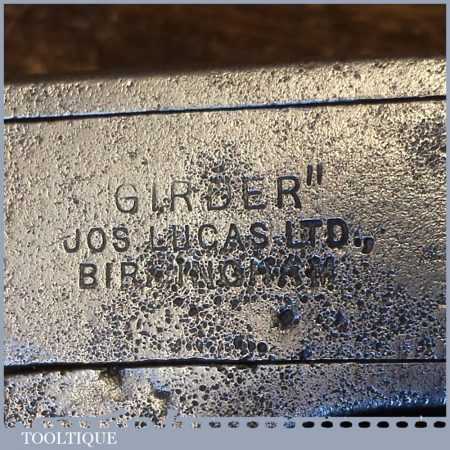 "GIRDER"
JOS LUCAS LTD.,
BIRMINGHAM
TOOLTIQUE